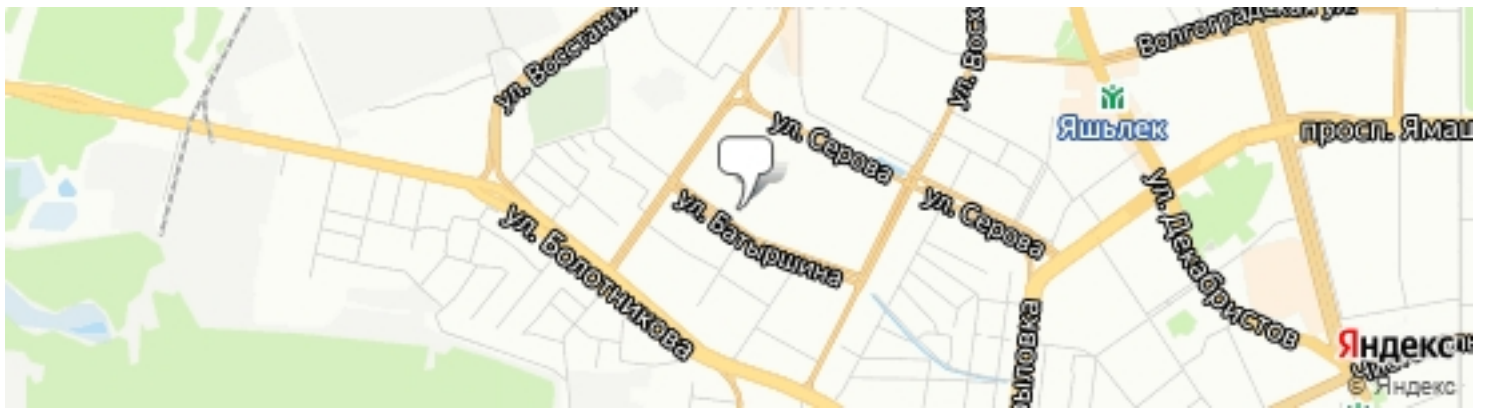 ул. Восстания
Волгоградская ул.
ул. Восх
Яшьлек
просп. Ямаш
ул. Серова
ул. Серова
ул. Батыршина
ул. Болотникова
ул. Декабристов
ыловка
Яндекс
© Яндекс